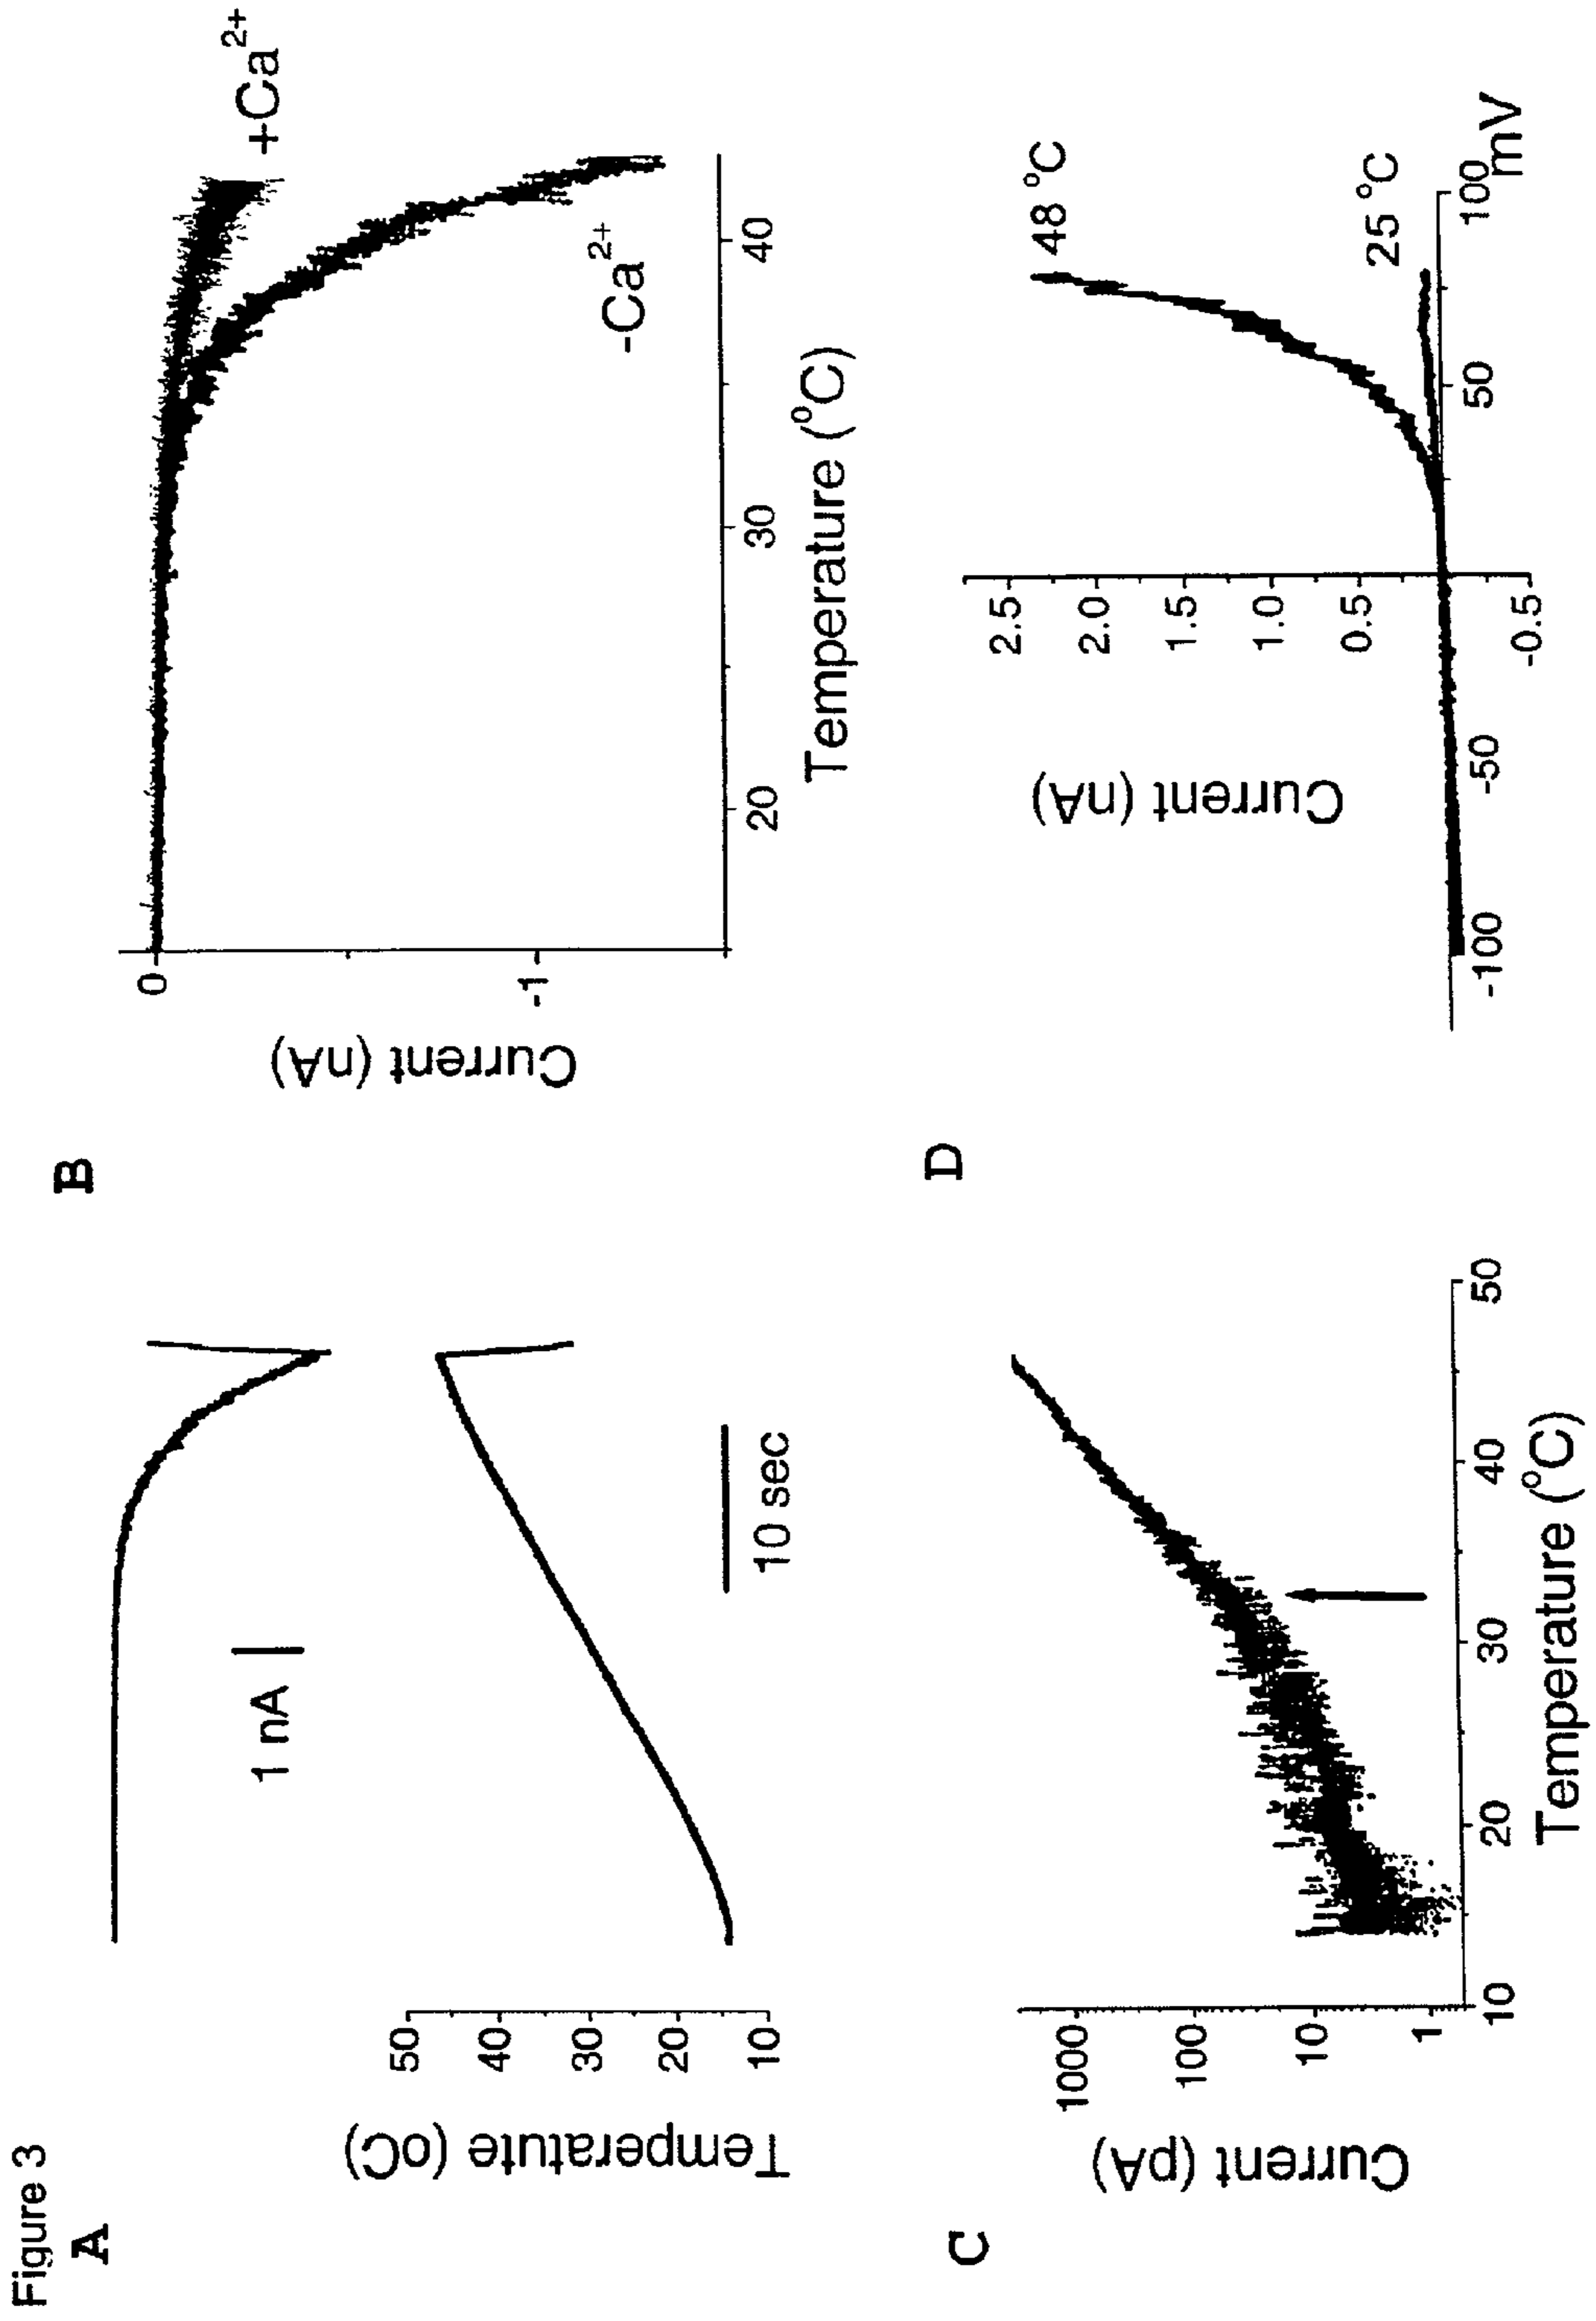 Figure 3
A
Temperatute (oC)
50
40
30
20
10
1 nA
10 sec
B
Current (nA)
0
-1
+Ca2+
-Ca2+
20
30
40
Temperature (°C)
C
Current (pA)
1000
100
10
1
10
20
30
40
50
Temperature (°C)
D
Current (nA)
2.5
2.0
1.5
1.0
0.5
-0.5
-100
-50
50
100
mV
48 °C
25 °C